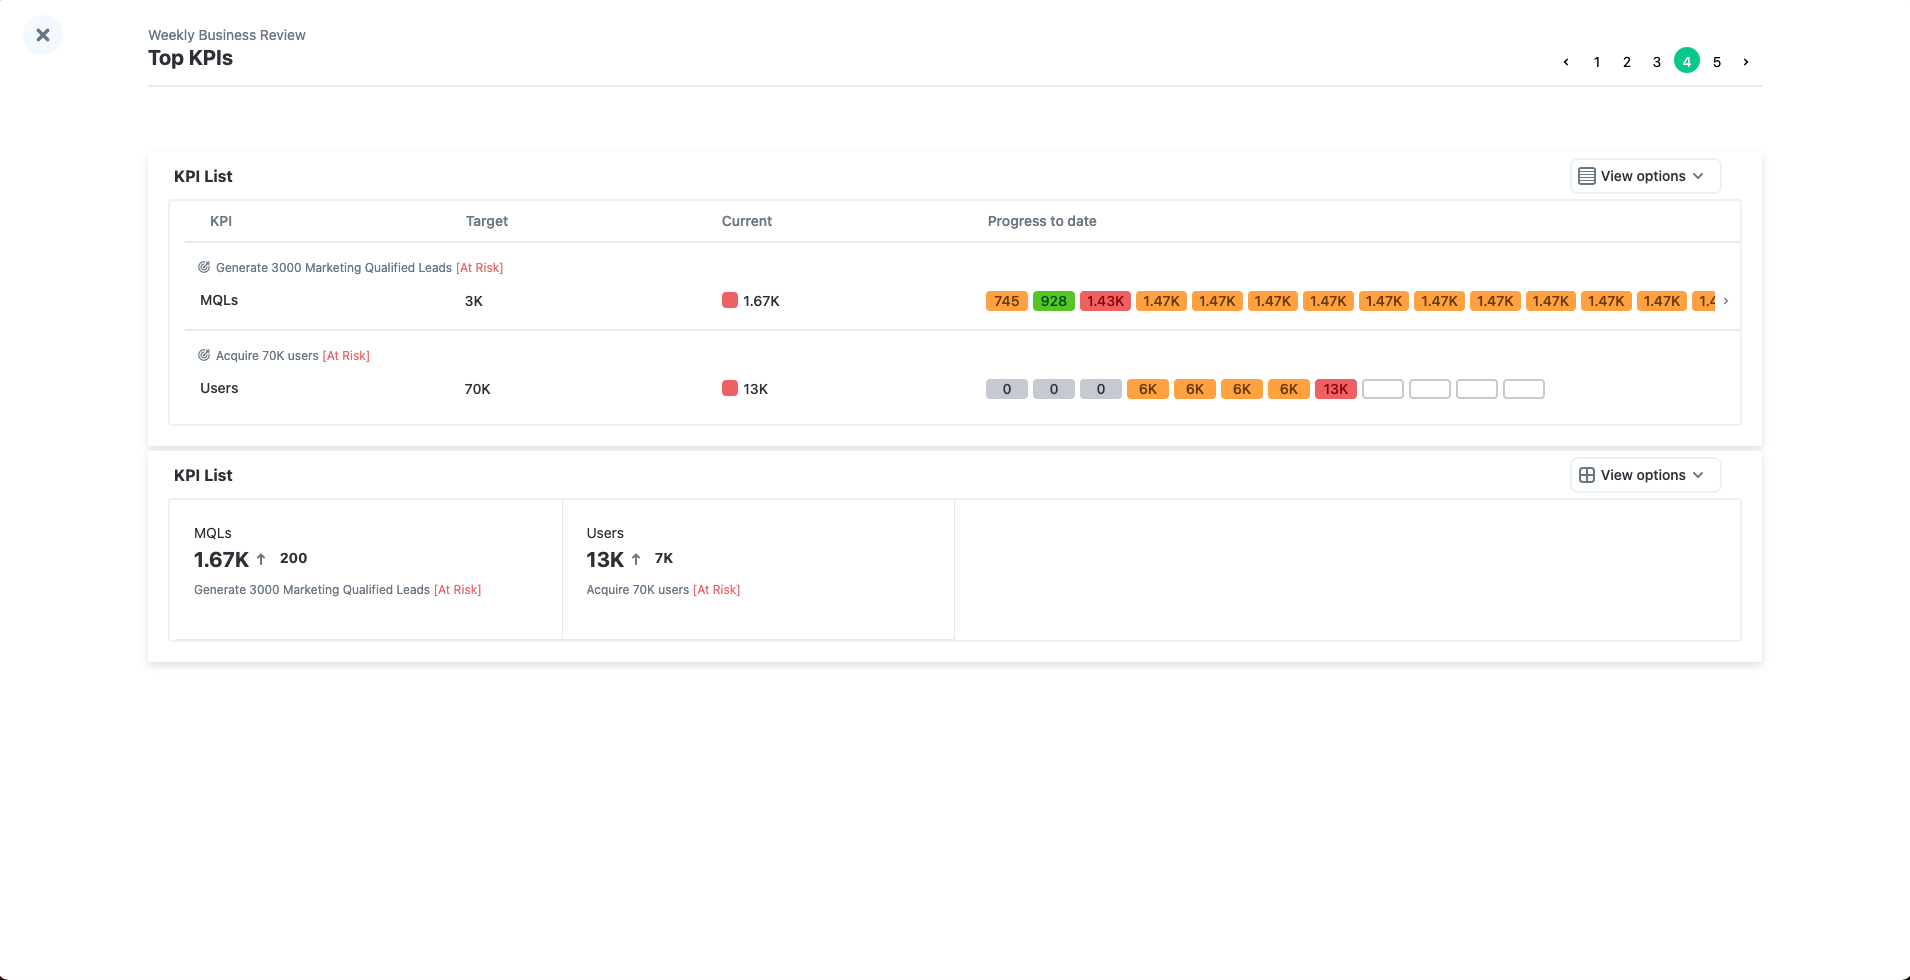 Weekly Business Review
Top KPIs
1 2 3 4 5
KPI List
View options
KPI Target Current Progress to date
Generate 3000 Marketing Qualified Leads [At Risk]
MQLs 3K 1.67K 745 928 1.43K 1.47K 1.47K 1.47K 1.47K 1.47K 1.47K 1.47K 1.47K 1.47K 1.47K 1.4
Acquire 70K users [At Risk]
Users 70K 13K 0 0 0 6K 6K 6K 6K 13K
KPI List
View options
MQLs
1.67K ↑ 200
Generate 3000 Marketing Qualified Leads [At Risk]
Users
13K ↑ 7K
Acquire 70K users [At Risk]